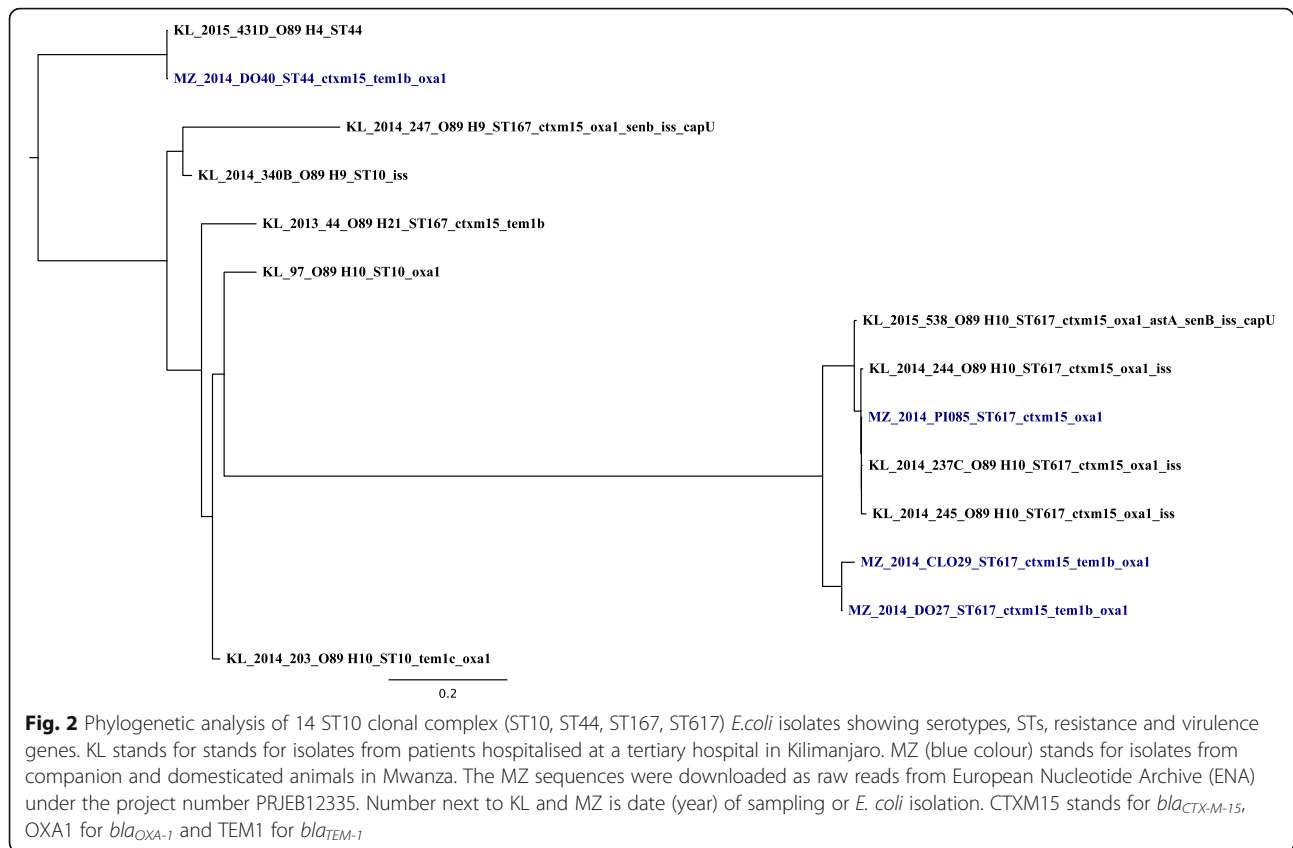 KL_2015_431D_O89 H4_ST44
MZ_2014_DO40_ST44_ctxm15_tem1b_oxa1
KL_2014_247_O89 H9_ST167_ctxm15_oxa1_senb_iss_capU
KL_2014_340B_O89 H9_ST10_iss
KL_2013_44_O89 H21_ST167_ctxm15_tem1b
KL_97_O89 H10_ST10_oxa1
KL_2015_538_O89 H10_ST617_ctxm15_oxa1_astA_senB_iss_capU
KL_2014_244_O89 H10_ST617_ctxm15_oxa1_iss
MZ_2014_PI085_ST617_ctxm15_oxa1
KL_2014_237C_O89 H10_ST617_ctxm15_oxa1_iss
KL_2014_245_O89 H10_ST617_ctxm15_oxa1_iss
MZ_2014_CLO29_ST617_ctxm15_tem1b_oxa1
MZ_2014_DO27_ST617_ctxm15_tem1b_oxa1
KL_2014_203_O89 H10_ST10_tem1c_oxa1
0.2
Fig. 2 Phylogenetic analysis of 14 ST10 clonal complex (ST10, ST44, ST167, ST617) E.coli isolates showing serotypes, STs, resistance and virulence
genes. KL stands for stands for isolates from patients hospitalised at a tertiary hospital in Kilimanjaro. MZ (blue colour) stands for isolates from
companion and domesticated animals in Mwanza. The MZ sequences were downloaded as raw reads from European Nucleotide Archive (ENA)
under the project number PRJEB12335. Number next to KL and MZ is date (year) of sampling or E. coli isolation. CTXM15 stands for blaCTX-M-15,
OXA1 for blaOXA-1 and TEM1 for blaTEM-1